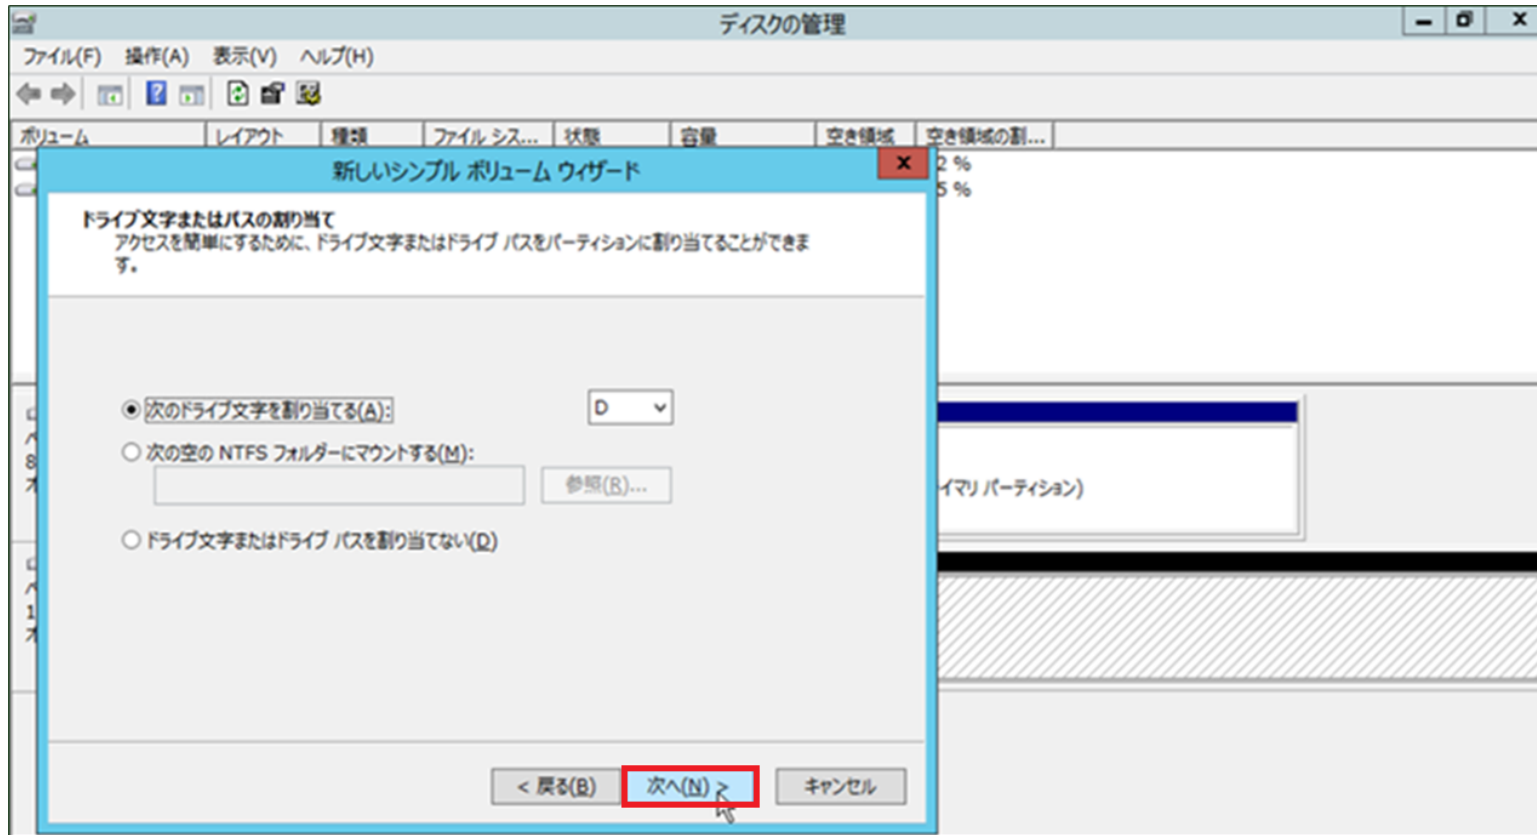 ディスクの管理
ファイル(F) 操作(A) 表示(V) ヘルプ(H)
ボリューム レイアウト 種類 ファイル シス... 状態 容量 空き領域 空き領域の割...
2 %
5 %
新しいシンプル ボリューム ウィザード
x
ドライブ文字またはパスの割り当て
アクセスを簡単にするために、ドライブ文字またはドライブ パスをパーティションに割り当てることができま
す。
次のドライブ文字を割り当てる(A): D
次の空の NTFS フォルダーにマウントする(M):
参照(R)...
ドライブ文字またはドライブ パスを割り当てない(D)
イマリ パーティション)
8
1
< 戻る(B) 次へ(N) > キャンセル